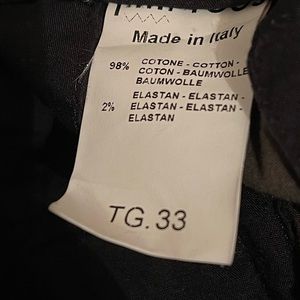 Made in Italy
98% COTONE - COTTON -
COTON - BAUMWOLLE
BAUMWOLLE
2% ELASTAN - ELASTAN -
ELASTAN - ELASTAN -
ELASTAN
TG.33